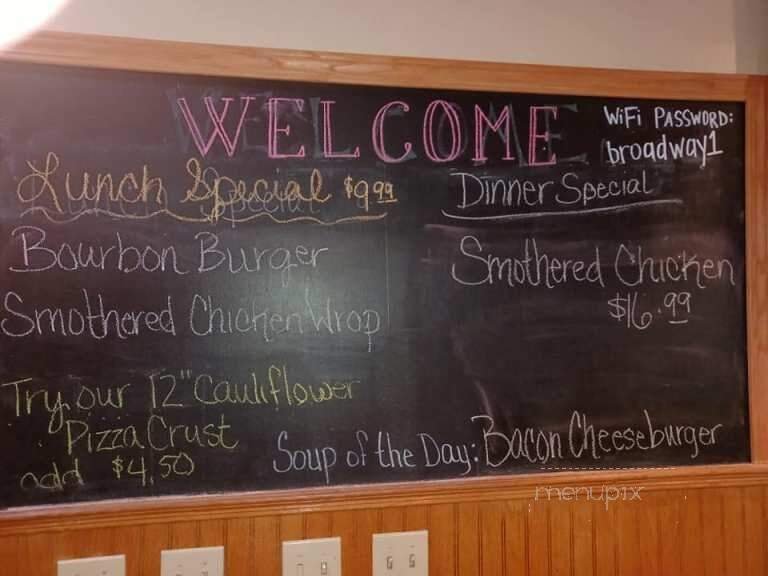 WELCOME
WiFi PASSWORD:
broadway1
Lunch Special $9.99
Bourbon Burger
Smothered Chicken Wrap
Try our 12" Cauliflower
Pizza Crust
add $4.50
Dinner Special
Smothered Chicken
$16.99
Soup of the Day: Bacon Cheeseburger
menupix